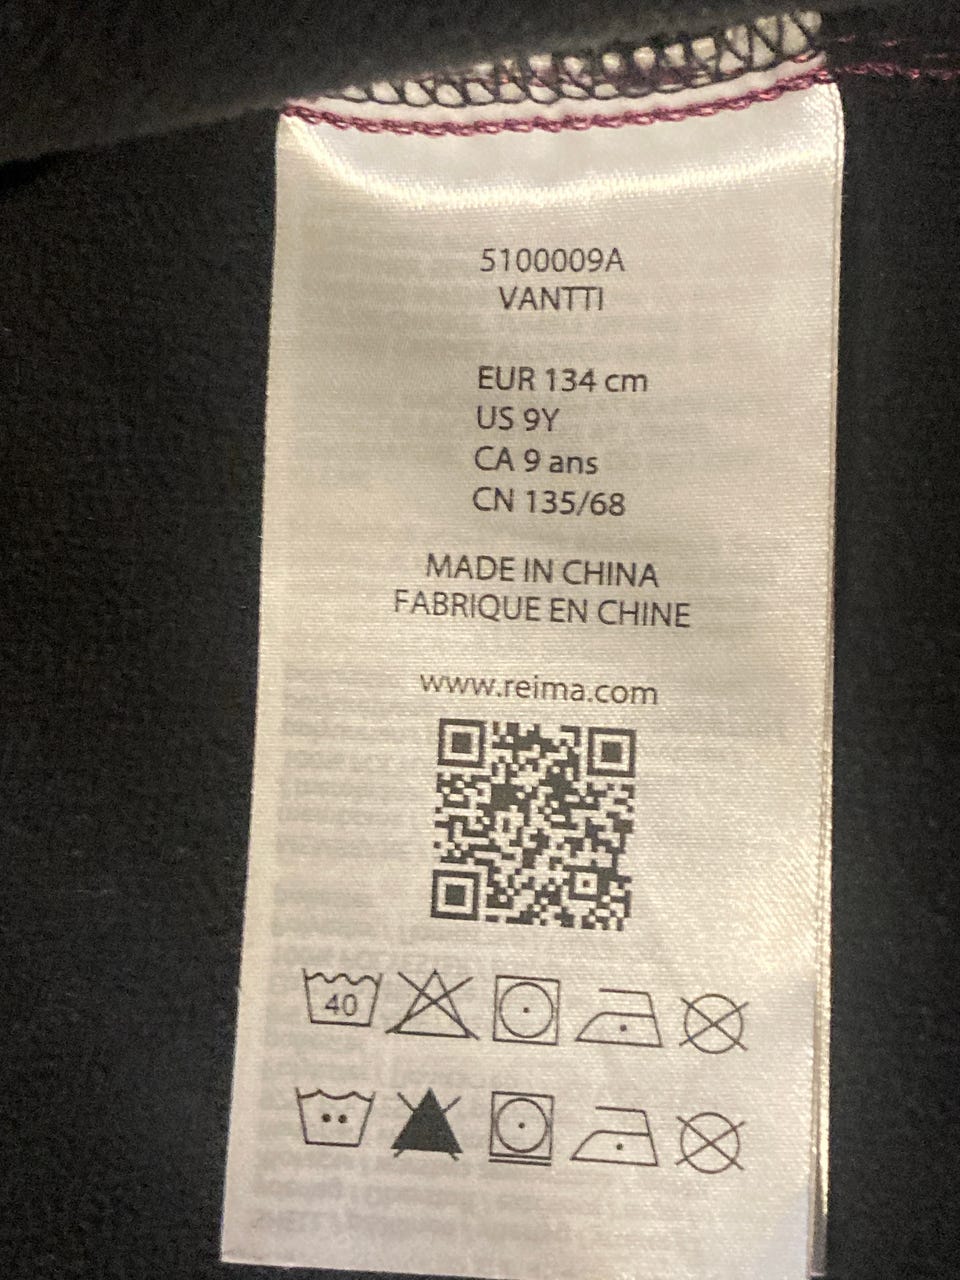 5100009A
VANTTI
EUR 134 cm
US 9Y
CA 9 ans
CN 135/68
MADE IN CHINA
FABRIQUE EN CHINE
www.reima.com
40